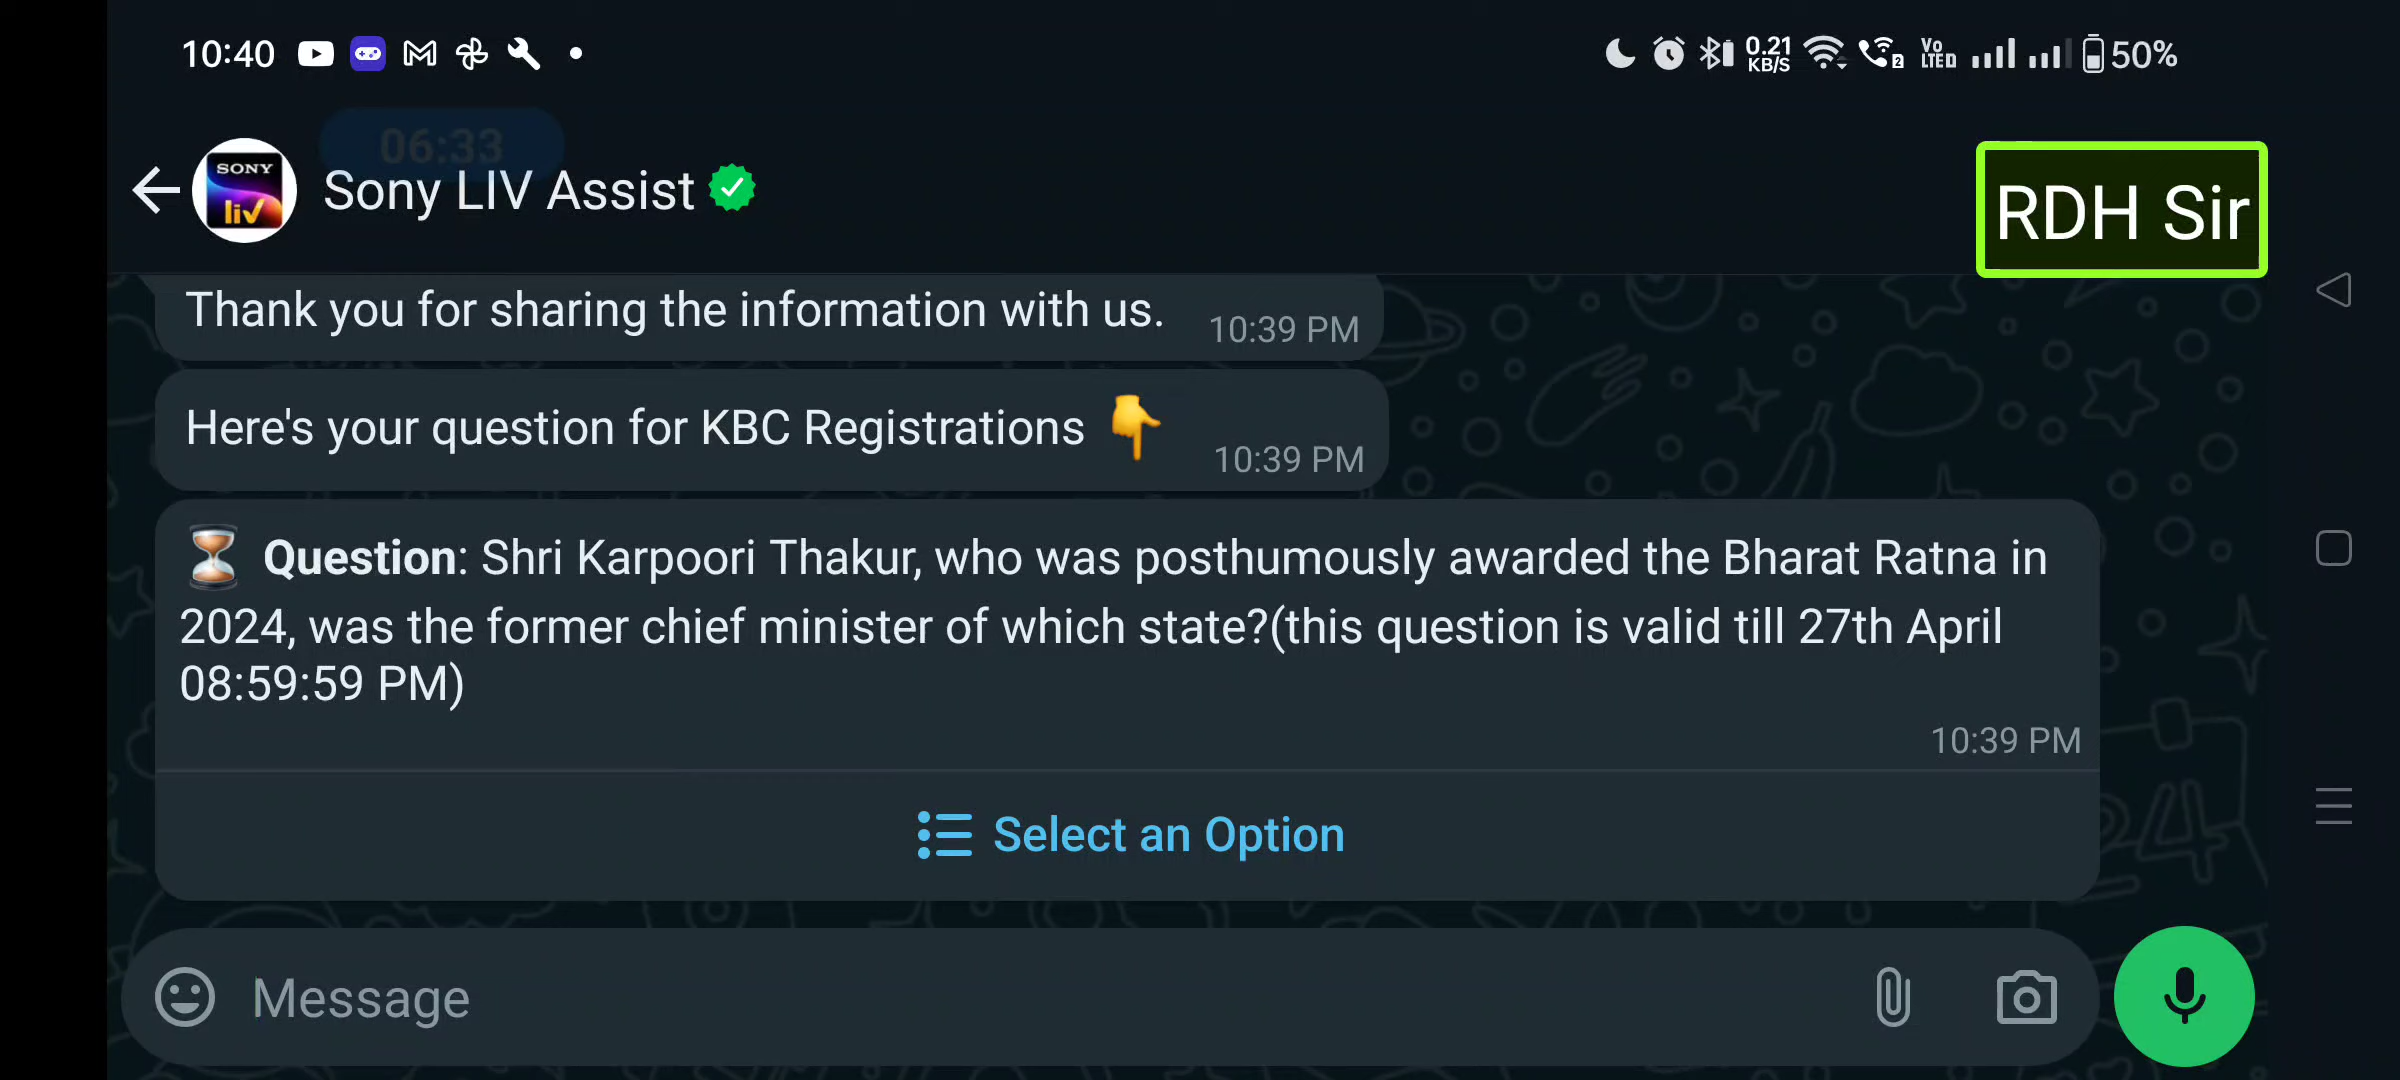 10:40
0.21
KB/S
2
Vo
LTE
50%
06:33
SONY
liv
Sony LIV Assist
RDH Sir
Thank you for sharing the information with us.
10:39 PM
Here's your question for KBC Registrations 👇
10:39 PM
⏳ Question: Shri Karpoori Thakur, who was posthumously awarded the Bharat Ratna in
2024, was the former chief minister of which state?(this question is valid till 27th April
08:59:59 PM)
10:39 PM
Select an Option
Message